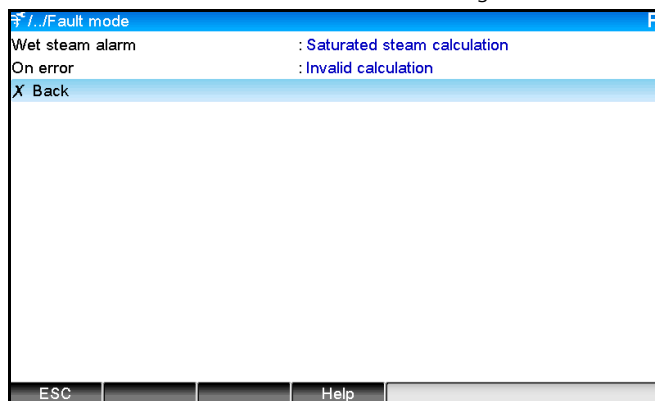 /../Fault mode F
Wet steam alarm : Saturated steam calculation
On error : Invalid calculation
X Back
ESC Help